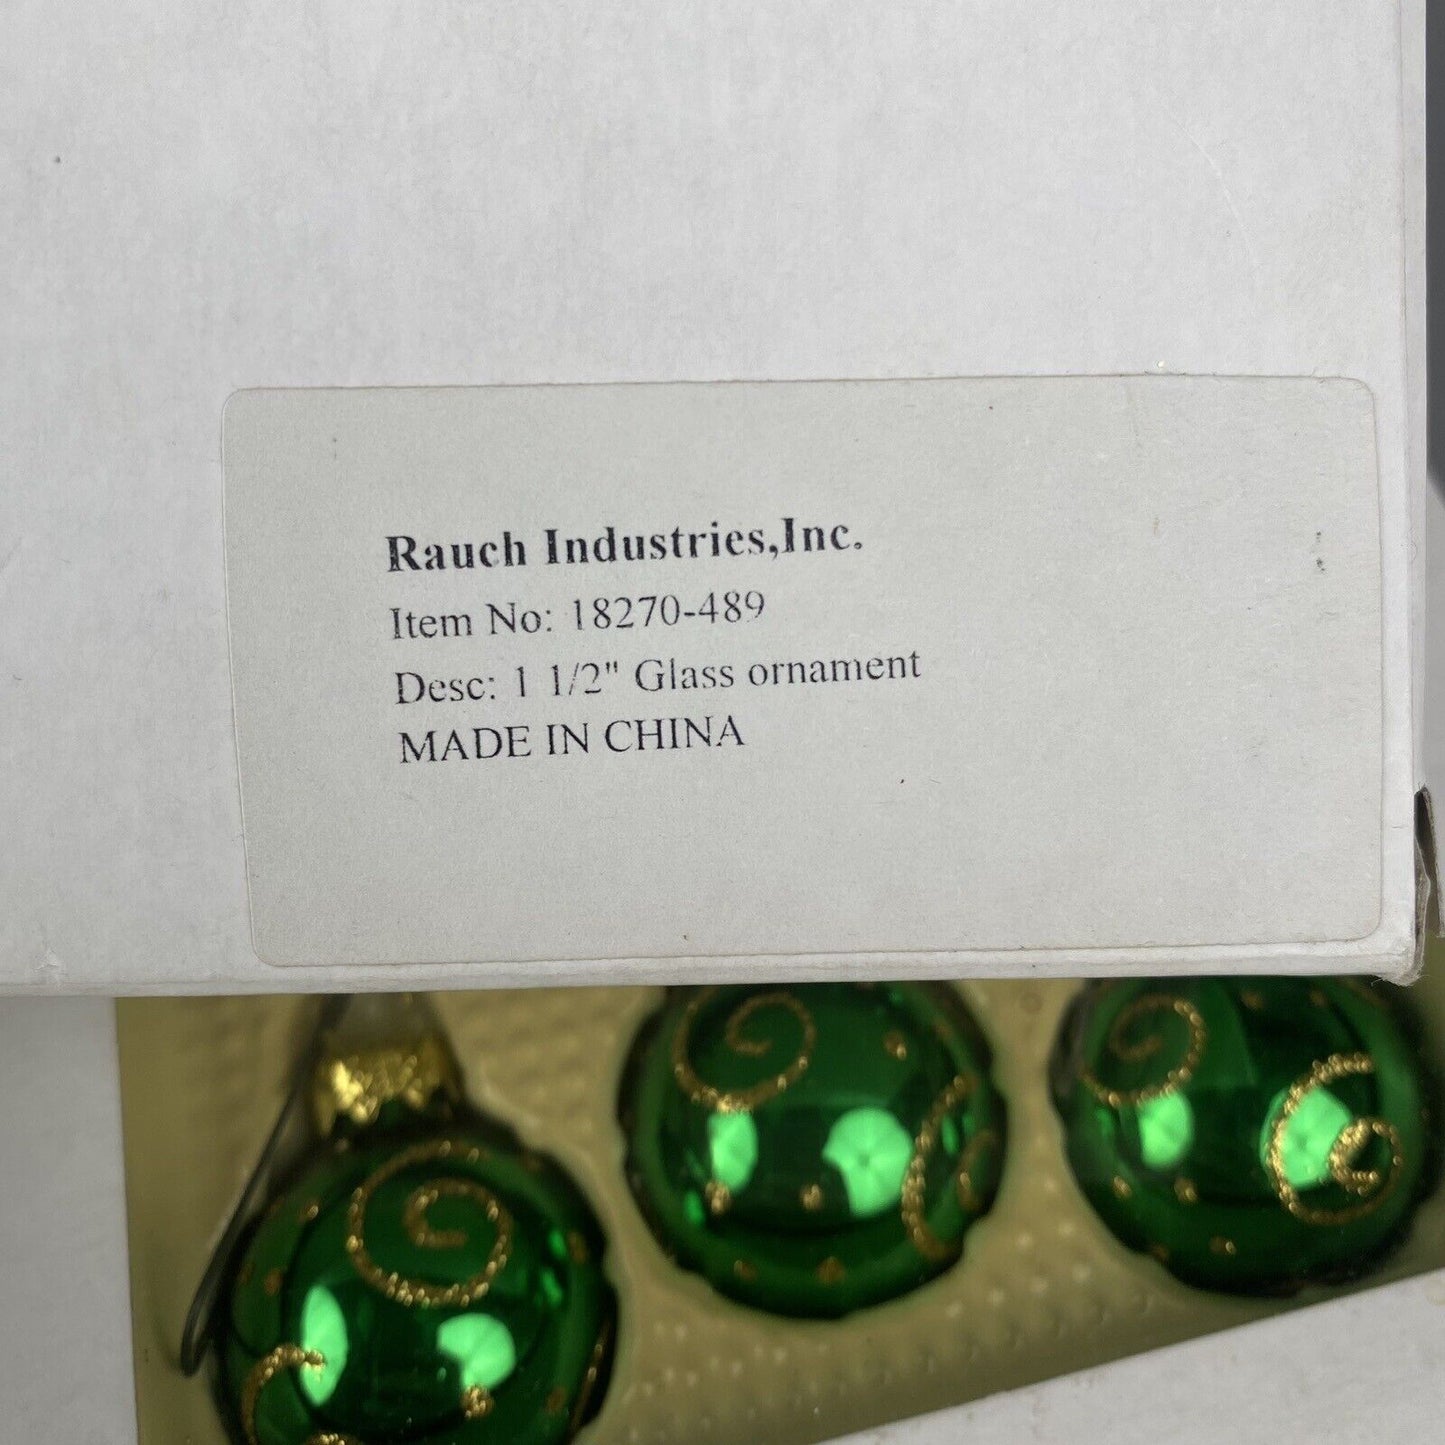 Rauch Industries,Inc.
Item No: 18270-489
Desc: 1 1/2" Glass ornament
MADE IN CHINA